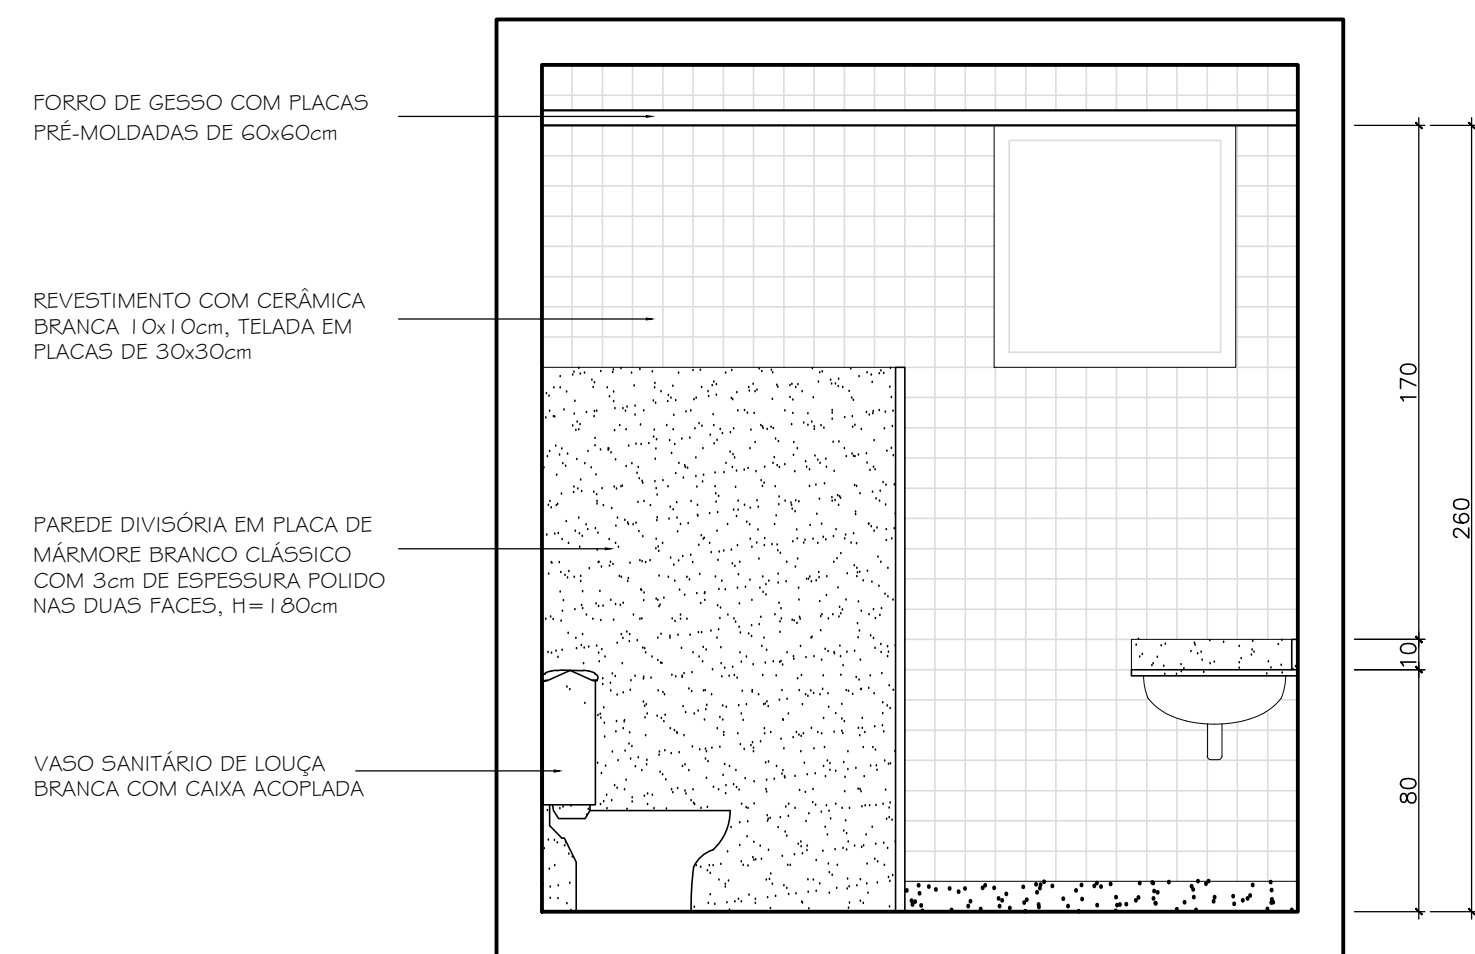 FORRO DE GESSO COM PLACAS
PRÉ-MOLDADAS DE 60x60cm
REVESTIMENTO COM CERÂMICA
BRANCA 10x10cm, TELADA EM
PLACAS DE 30x30cm
PAREDE DIVISÓRIA EM PLACA DE
MÁRMORE BRANCO CLÁSSICO
COM 3cm DE ESPESSURA POLIDO
NAS DUAS FACES, H=180cm
VASO SANITÁRIO DE LOUÇA
BRANCA COM CAIXA ACOPLADA
170
260
10
80